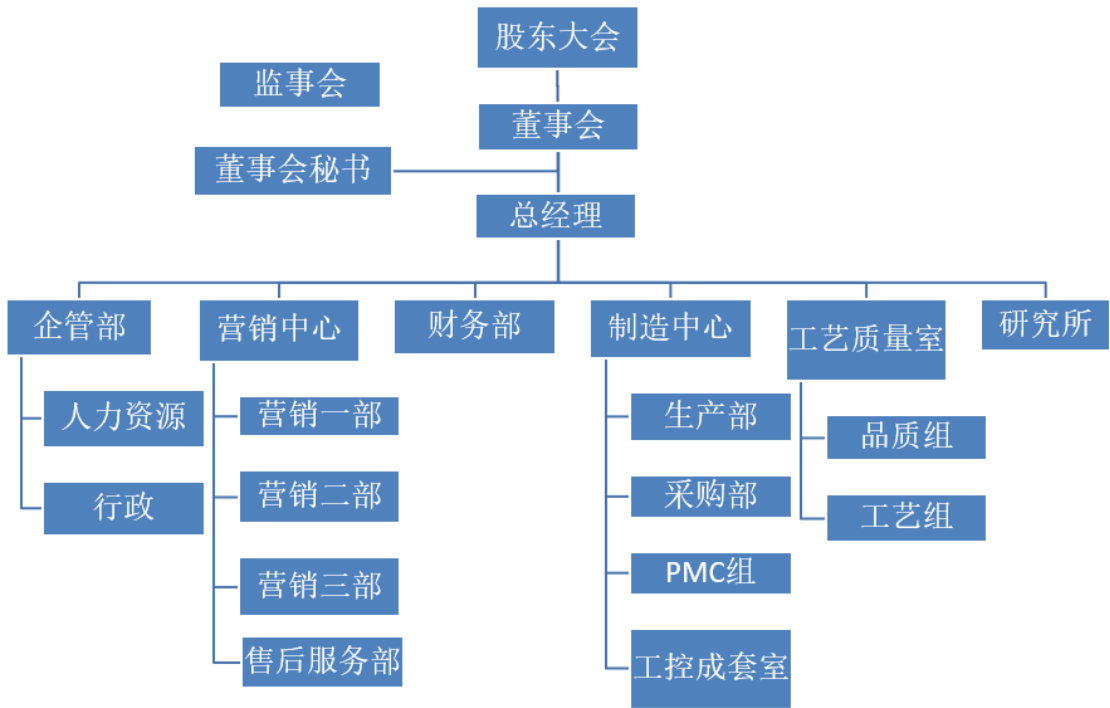 股东大会
监事会
董事会
董事会秘书
总经理
企管部
营销中心
财务部
制造中心
工艺质量室
研究所
人力资源
行政
营销一部
营销二部
营销三部
售后服务部
生产部
采购部
PMC组
工控成套室
品质组
工艺组